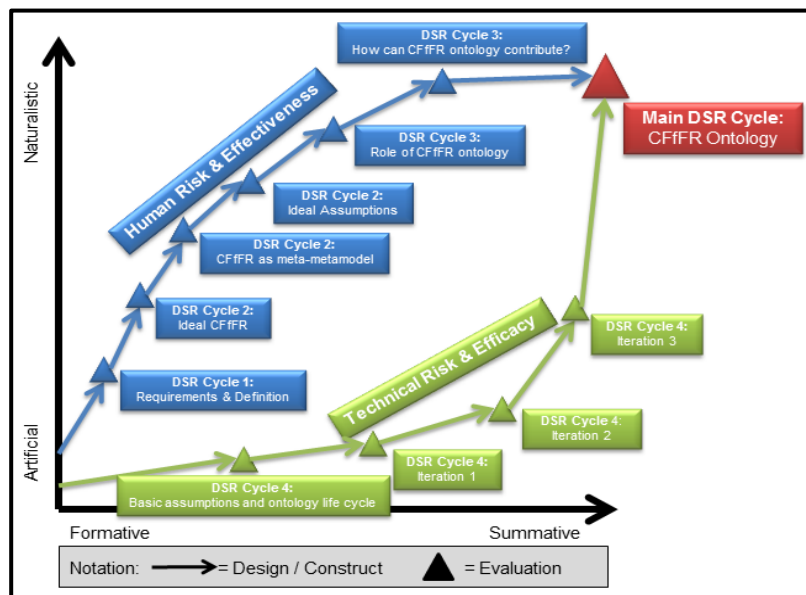 DSR Cycle 3:
How can CFfFR ontology contribute?
Naturalistic
Human Risk & Effectiveness
Main DSR Cycle:
CFfFR Ontology
DSR Cycle 3:
Role of CFfFR ontology
DSR Cycle 2:
Ideal Assumptions
DSR Cycle 2:
CFfFR as meta-metamodel
DSR Cycle 2:
Ideal CFfFR
Technical Risk & Efficacy
DSR Cycle 4:
Iteration 3
DSR Cycle 1:
Requirements & Definition
DSR Cycle 4:
Iteration 2
Artificial
DSR Cycle 4:
Iteration 1
DSR Cycle 4:
Basic assumptions and ontology life cycle
Formative
Summative
Notation:
= Design / Construct
= Evaluation